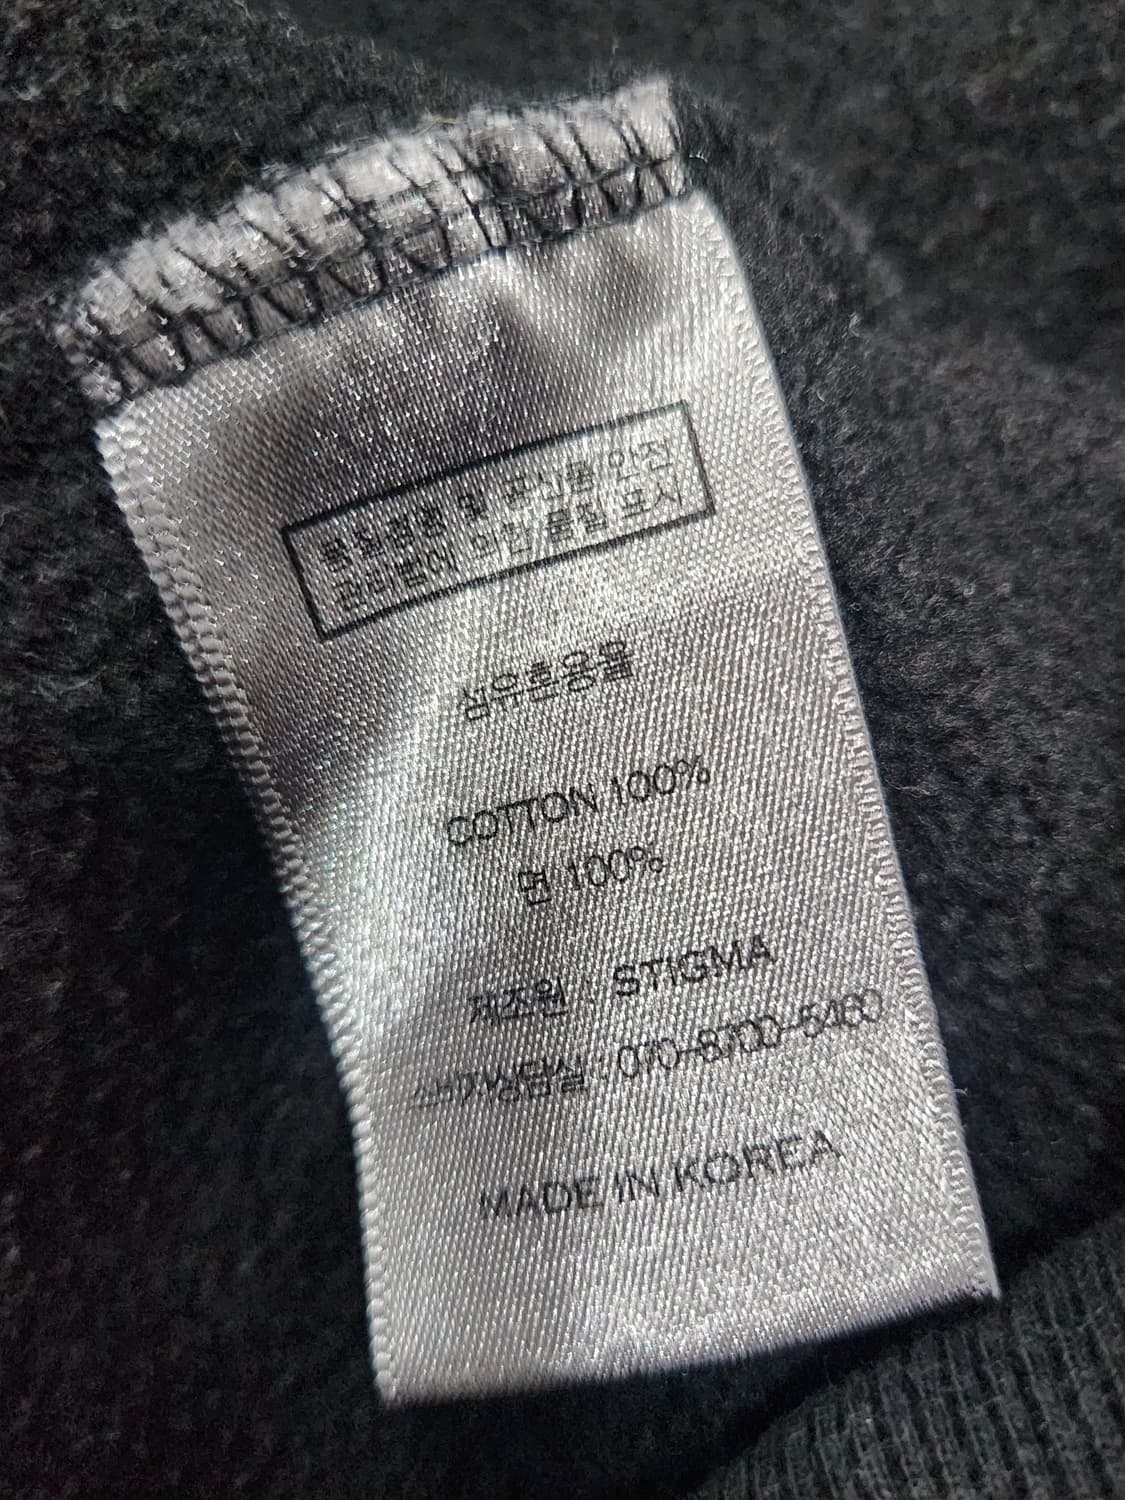 품질경영 및 공산품 안전
관리법에 의한 품질 표시
섬유혼용율
COTTON 100%
면 100%
제조원 : STIGMA
소비자상담실 : 070-8700-5460
MADE IN KOREA